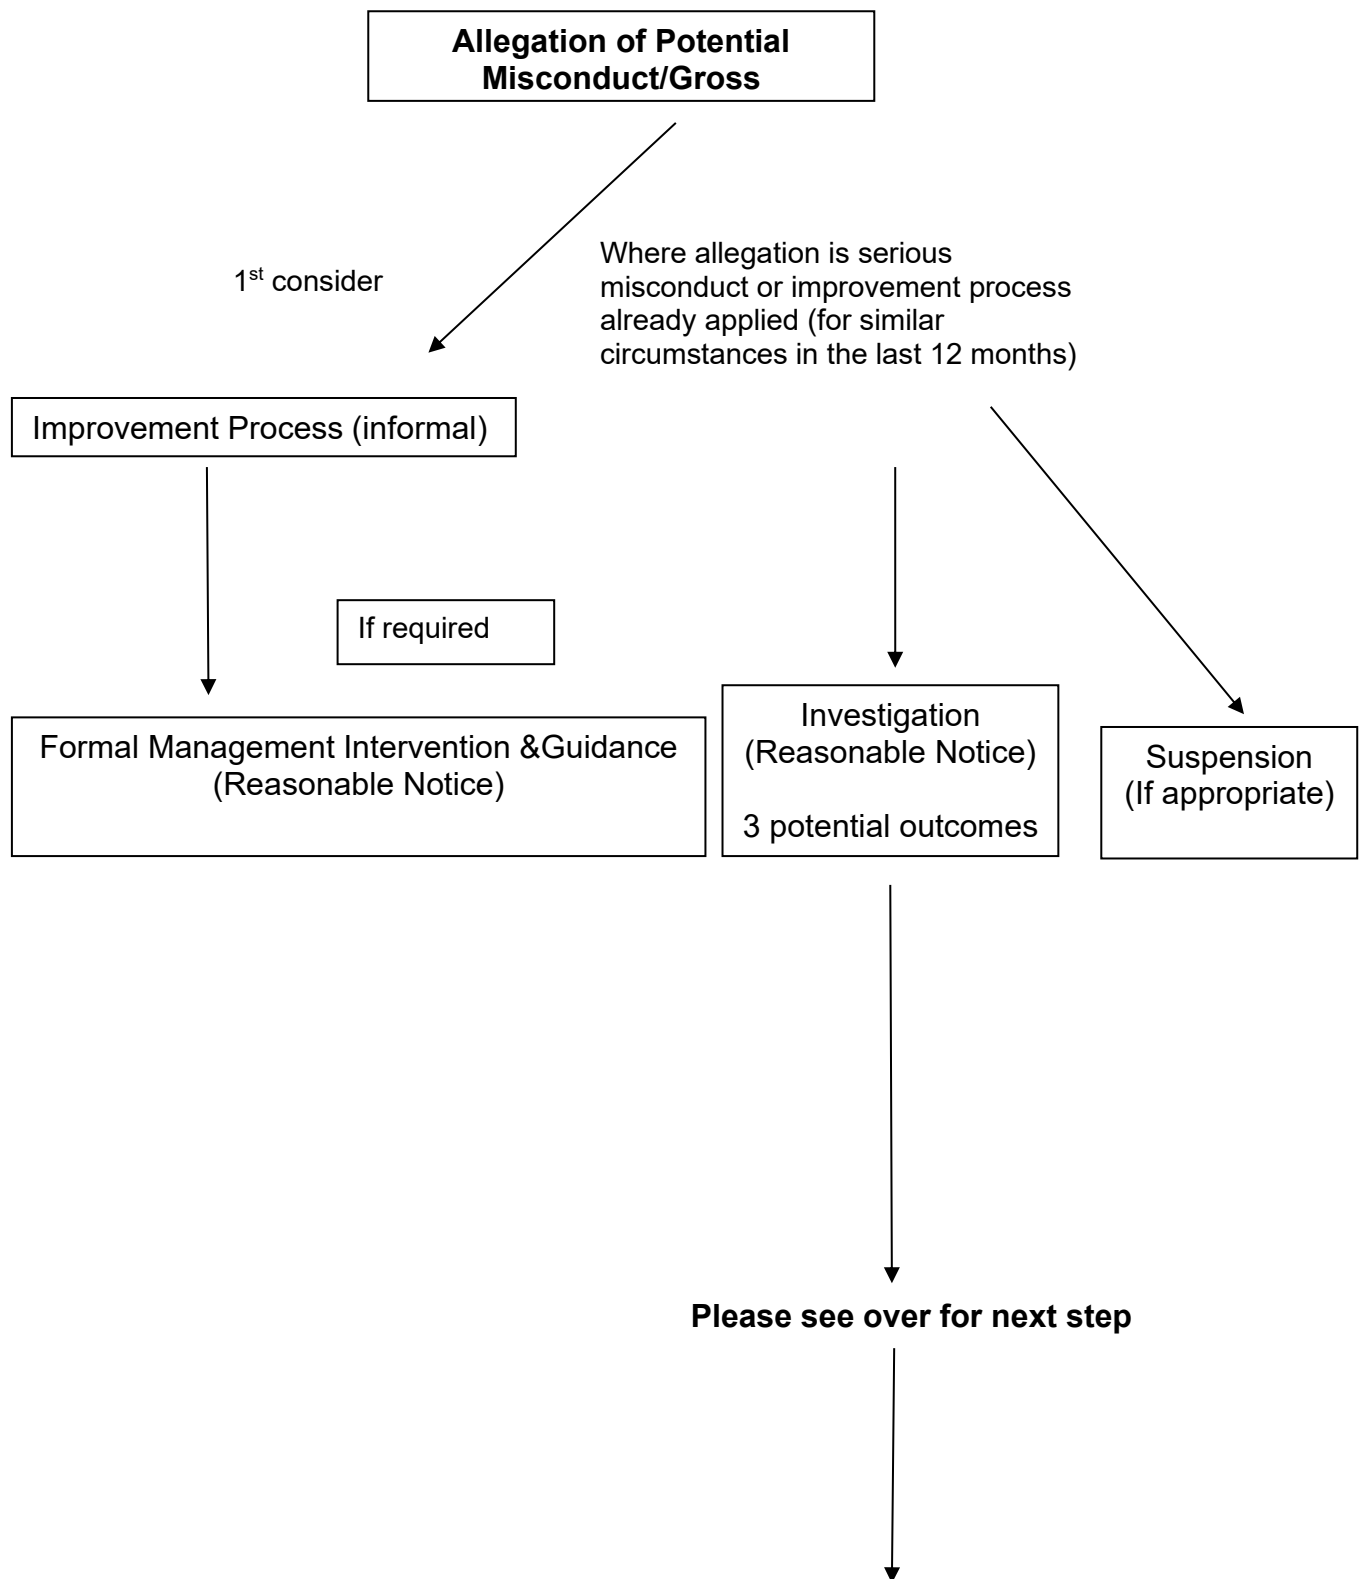 Allegation of Potential
Misconduct/Gross
1st consider
Where allegation is serious
misconduct or improvement process
already applied (for similar
circumstances in the last 12 months)
Improvement Process (informal)
If required
Formal Management Intervention &Guidance
(Reasonable Notice)
Investigation
(Reasonable Notice)
3 potential outcomes
Suspension
(If appropriate)
Please see over for next step